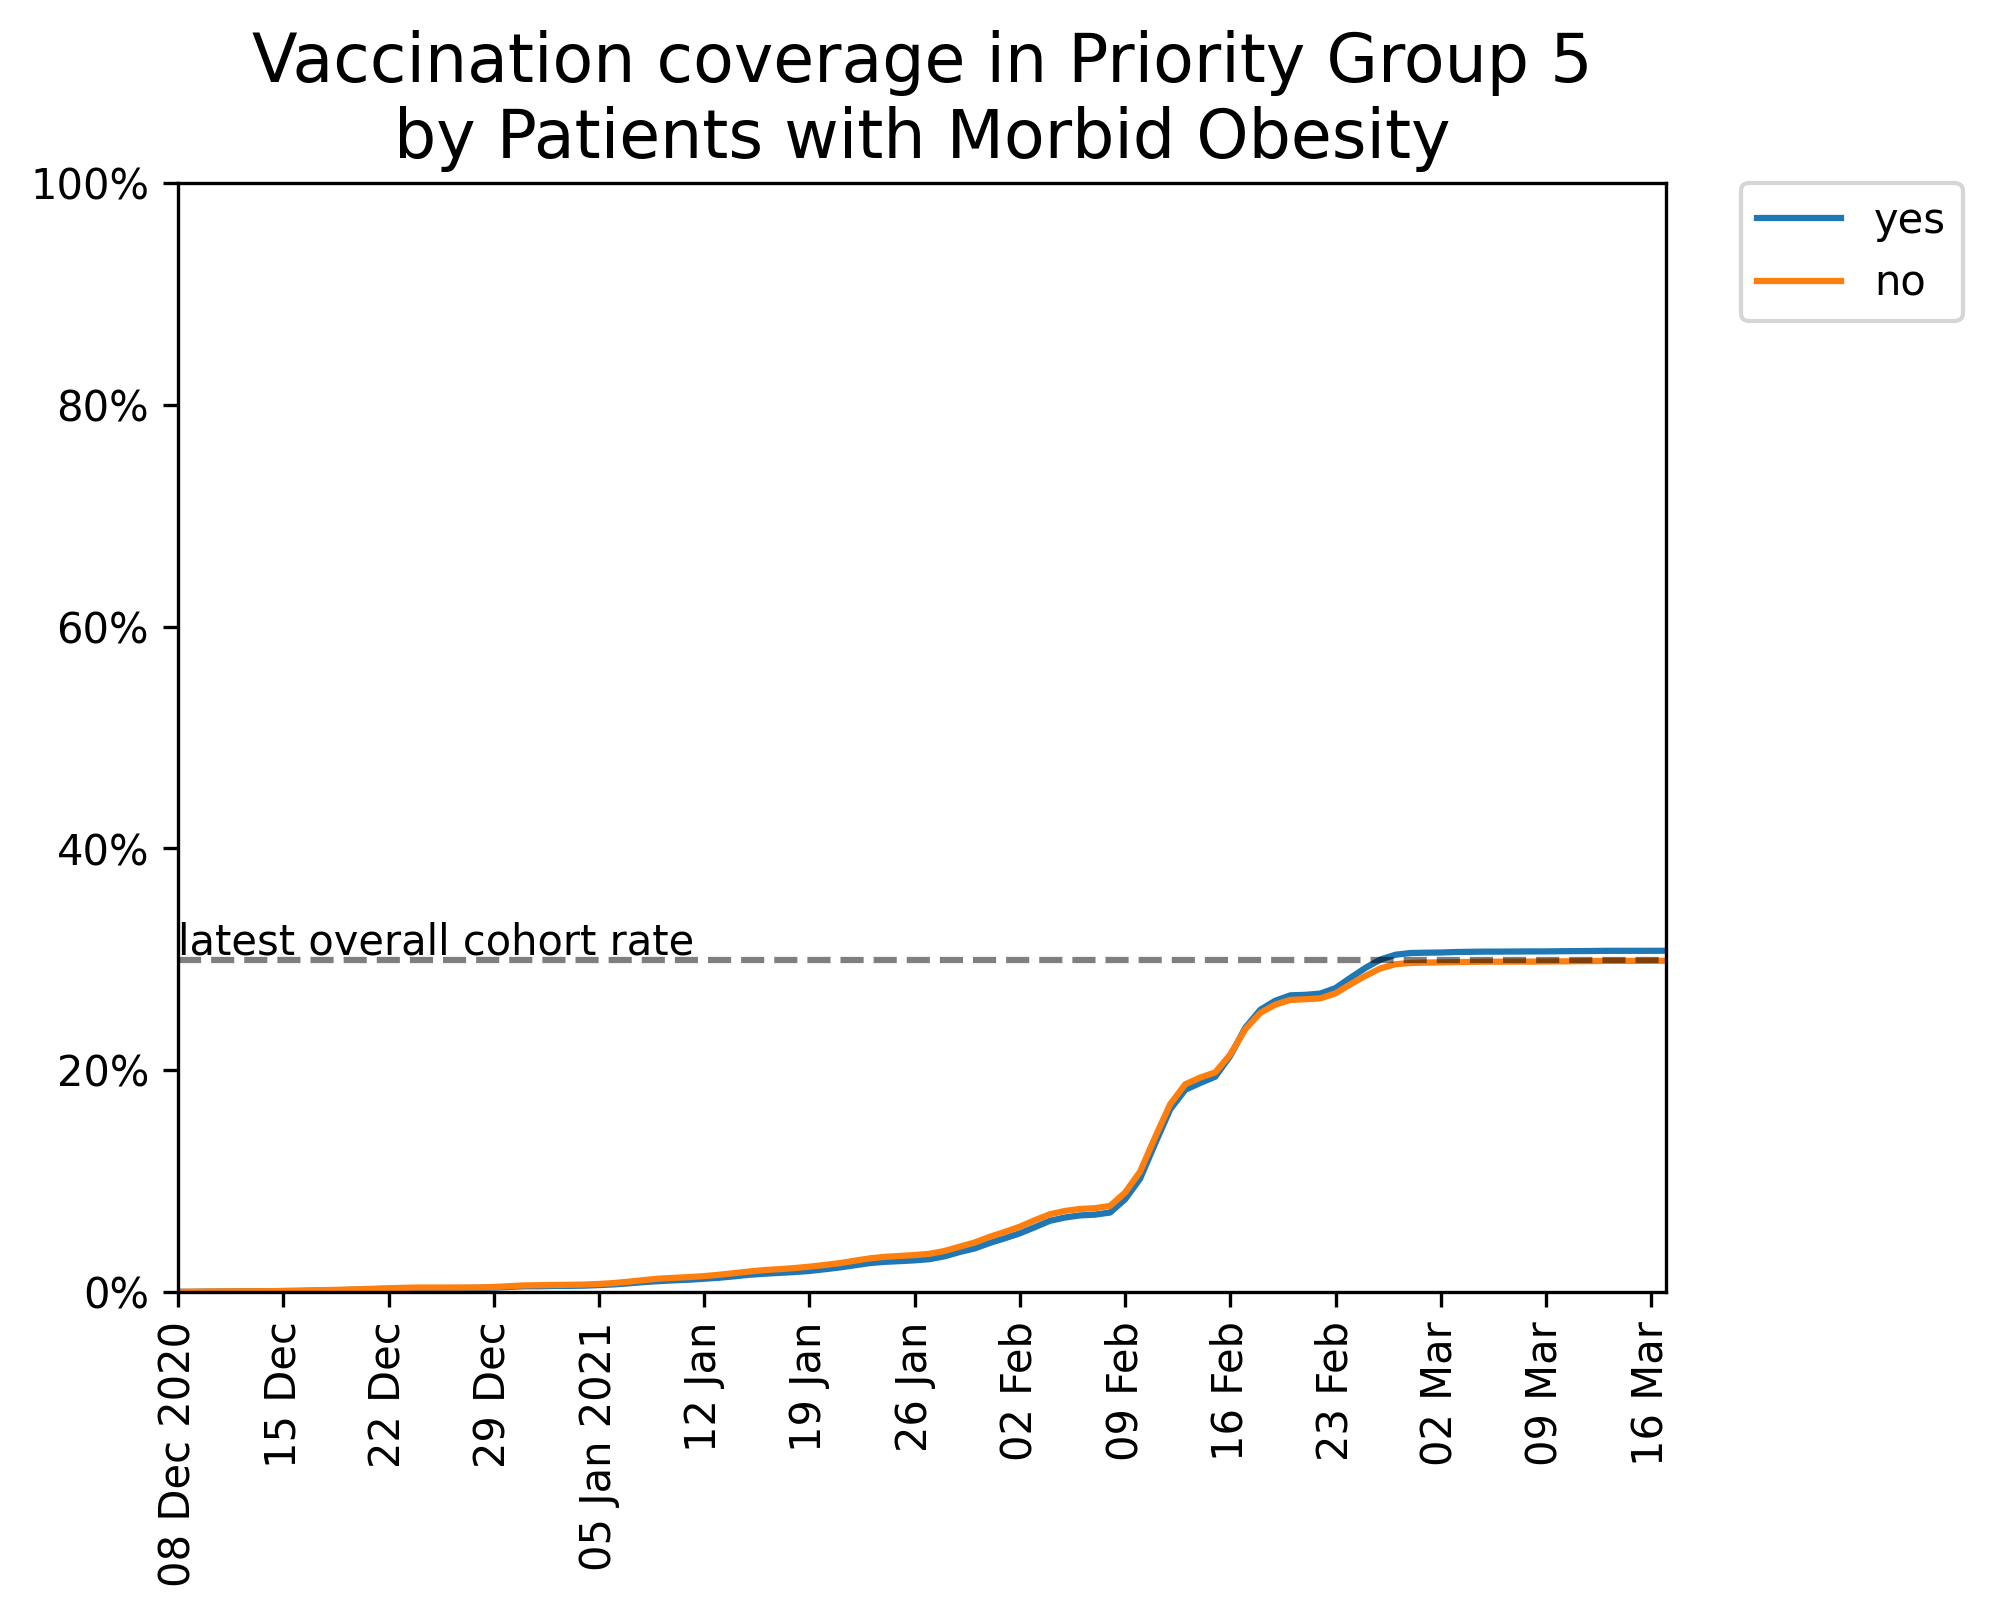 Vaccination coverage in Priority Group 5
by Patients with Morbid Obesity
100%
80%
60%
40%
20%
0%
latest overall cohort rate
yes
no
08 Dec 2020
15 Dec
22 Dec
29 Dec
05 Jan 2021
12 Jan
19 Jan
26 Jan
02 Feb
09 Feb
16 Feb
23 Feb
02 Mar
09 Mar
16 Mar